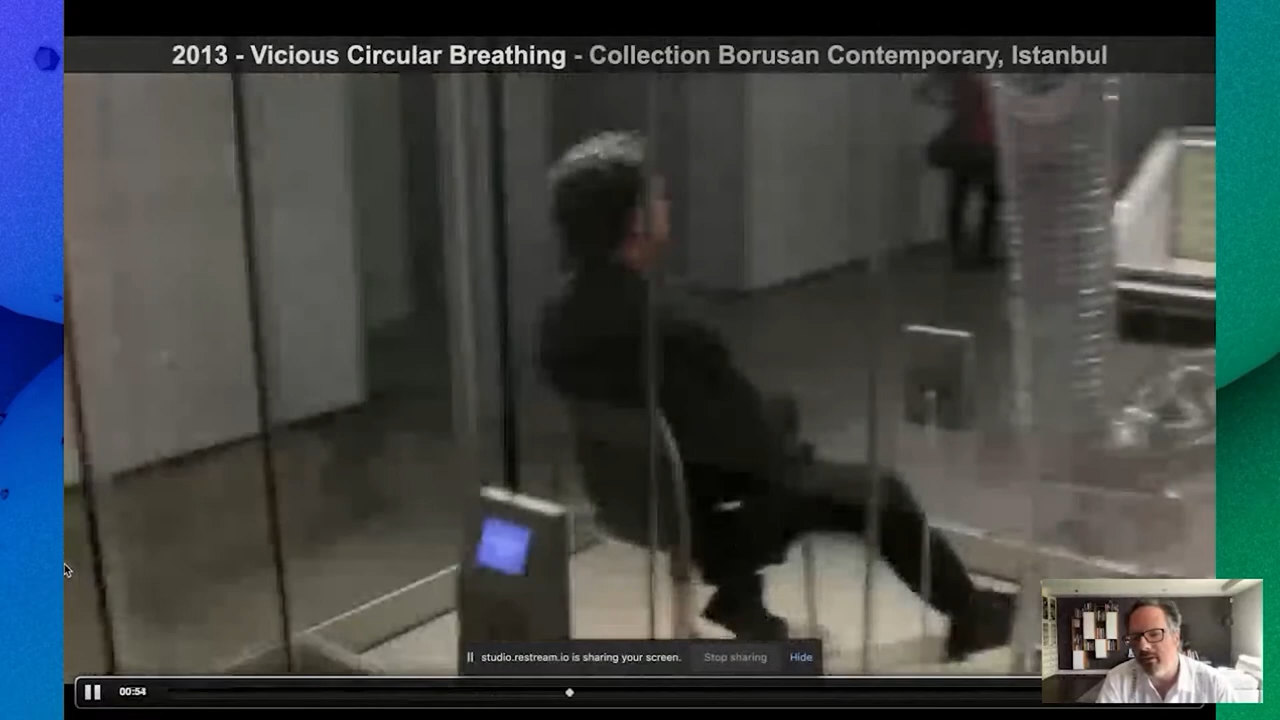 2013 - Vicious Circular Breathing - Collection Borusan Contemporary, Istanbul
studio.restream.io is sharing your screen. Stop sharing Hide
00:54